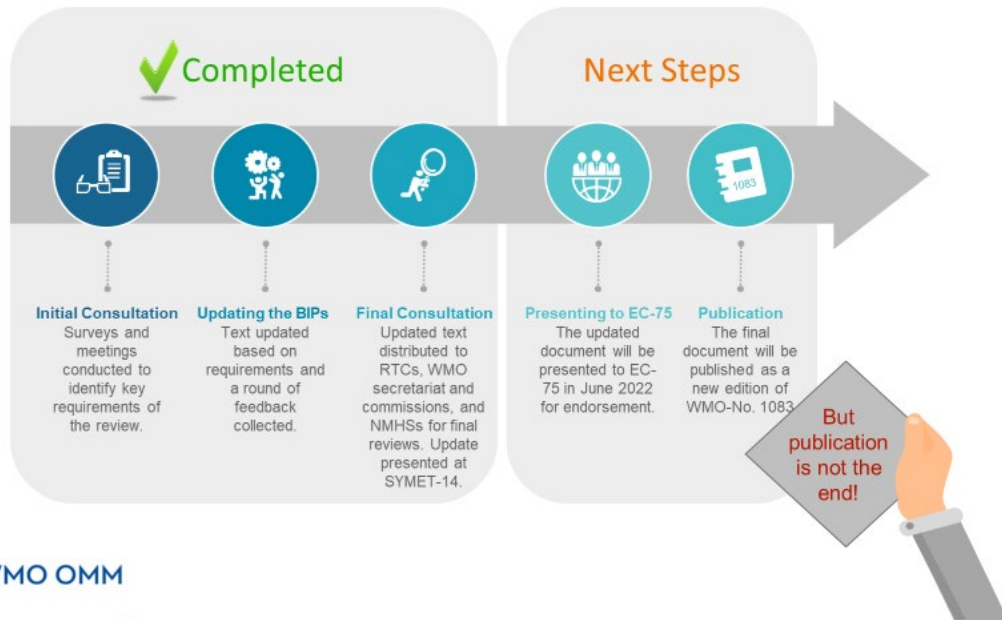 Completed
Next Steps
1083
Initial Consultation
Surveys and
meetings
conducted to
identify key
requirements of
the review.
Updating the BIPs
Text updated
based on
requirements and
a round of
feedback
collected.
Final Consultation
Updated text
distributed to
RTCs, WMO
secretariat and
commissions, and
NMHSs for final
reviews. Update
presented at
SYMET-14.
Presenting to EC-75
The updated
document will be
presented to EC-
75 in June 2022
for endorsement.
Publication
The final
document will be
published as a
new edition of
WMO-No. 1083.
But
publication
is not the
end!
WMO OMM